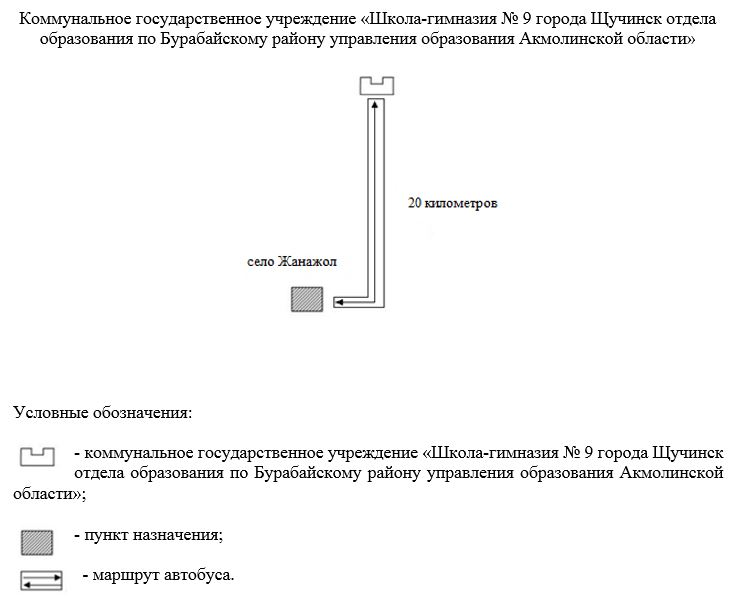 Коммунальное государственное учреждение «Школа-гимназия № 9 города Щучинск отдела
образования по Бурабайскому району управления образования Акмолинской области»
20 километров
село Жанажол
Условные обозначения:
- коммунальное государственное учреждение «Школа-гимназия № 9 города Щучинск
отдела образования по Бурабайскому району управления образования Акмолинской
области»;
- пункт назначения;
- маршрут автобуса.